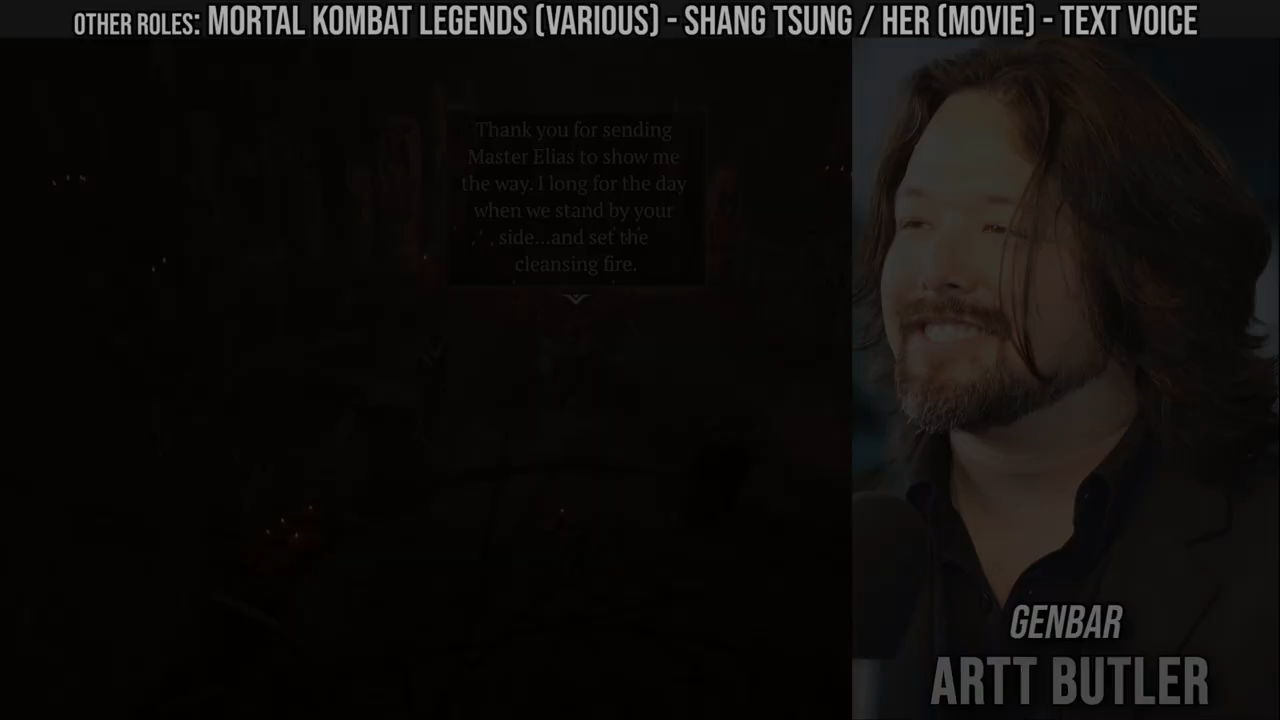 OTHER ROLES: MORTAL KOMBAT LEGENDS (VARIOUS) - SHANG TSUNG / HER (MOVIE) - TEXT VOICE
Thank you for sending
Master Elias to show me
the way. I long for the day
when we stand by your
side...and set the
cleansing fire.
GENBAR
ARTT BUTLER